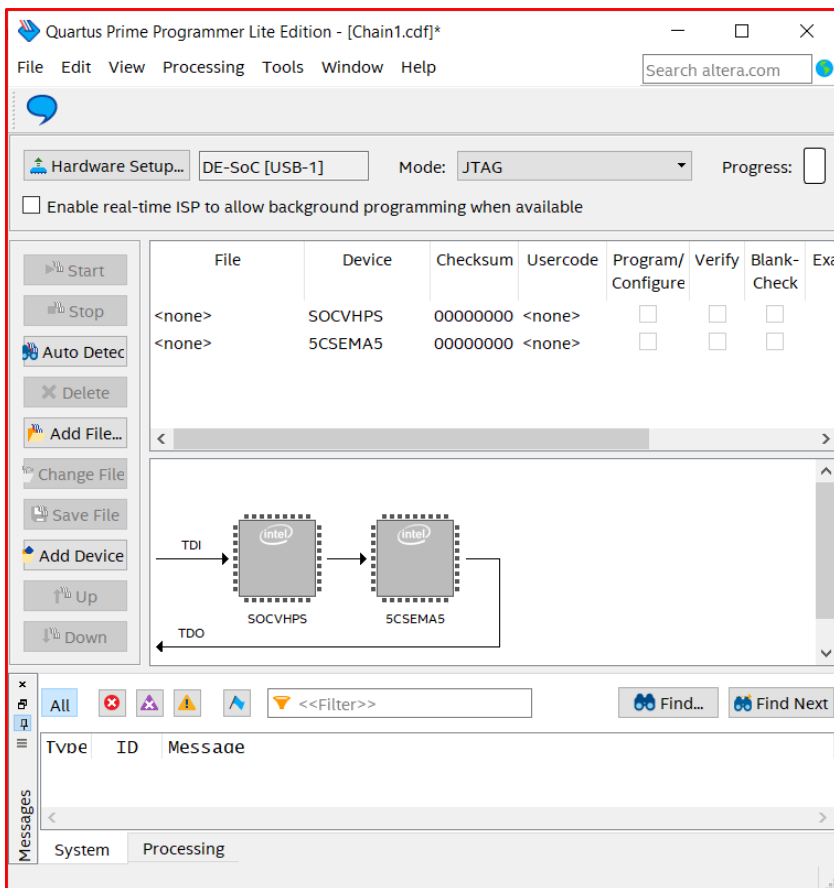 Quartus Prime Programmer Lite Edition - [Chain1.cdf]*
File Edit View Processing Tools Window Help
Search altera.com
Hardware Setup... DE-SoC [USB-1] Mode: JTAG Progress:
Enable real-time ISP to allow background programming when available
Start
Stop
Auto Detec
Delete
Add File...
Change File
Save File
Add Device
Up
Down
File Device Checksum Usercode Program/ Verify Blank- Exa
Configure Check
<none> SOCVHPS 00000000 <none>
<none> 5CSEMA5 00000000 <none>
intel intel
TDI
SOCVHPS 5CSEMA5
TDO
All <<Filter>> Find... Find Next
Type ID Message
Messages
System Processing